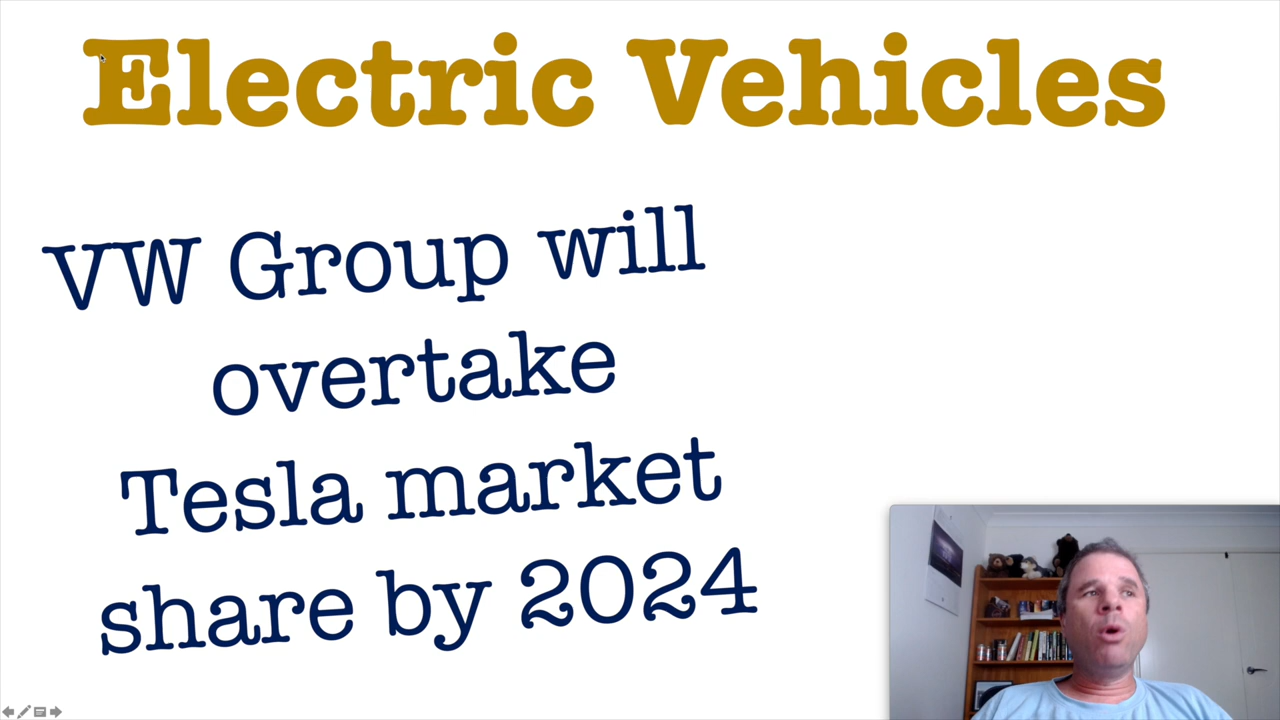 Electric Vehicles
VW Group will
overtake
Tesla market
share by 2024